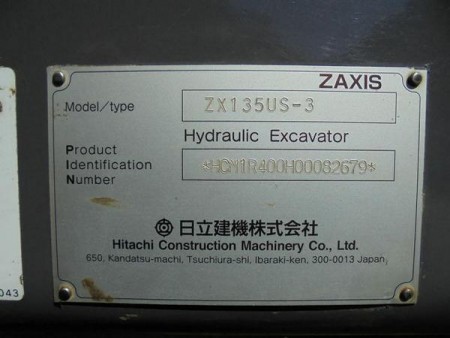 ZAXIS
Model/type ZX135US-3
Hydraulic Excavator
Product
Identification *HCM1R400H00082679*
Number
日立建機株式会社
Hitachi Construction Machinery Co., Ltd.
650, Kandatsu-machi, Tsuchiura-shi, Ibaraki-ken, 300-0013 Japan
043